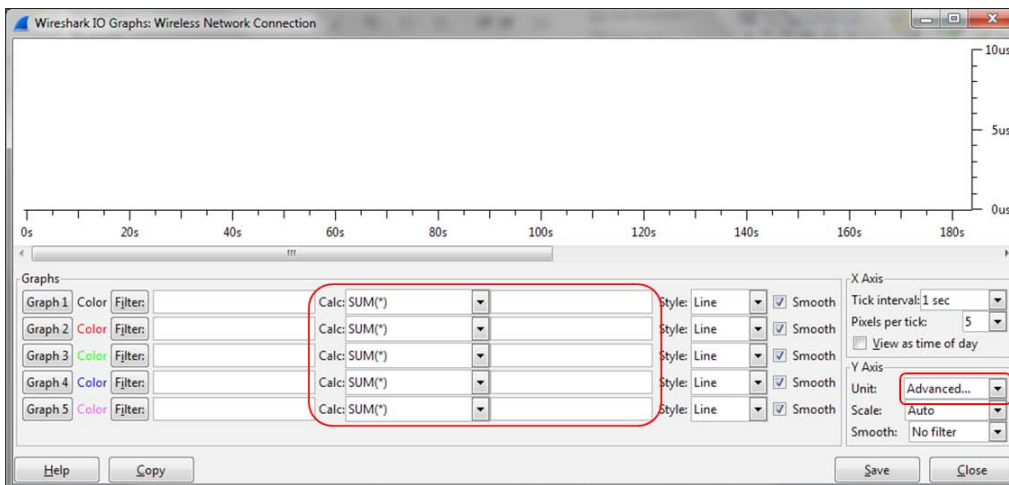 Wireshark IO Graphs: Wireless Network Connection
10us
5us
0us
0s 20s 40s 60s 80s 100s 120s 140s 160s 180s
Graphs
Graph 1 Color Filter: Calc: SUM(*) Style: Line Smooth
Graph 2 Color Filter: Calc: SUM(*) Style: Line Smooth
Graph 3 Color Filter: Calc: SUM(*) Style: Line Smooth
Graph 4 Color Filter: Calc: SUM(*) Style: Line Smooth
Graph 5 Color Filter: Calc: SUM(*) Style: Line Smooth
X Axis
Tick interval: 1 sec
Pixels per tick: 5
View as time of day
Y Axis
Unit: Advanced...
Scale: Auto
Smooth: No filter
Help Copy Save Close